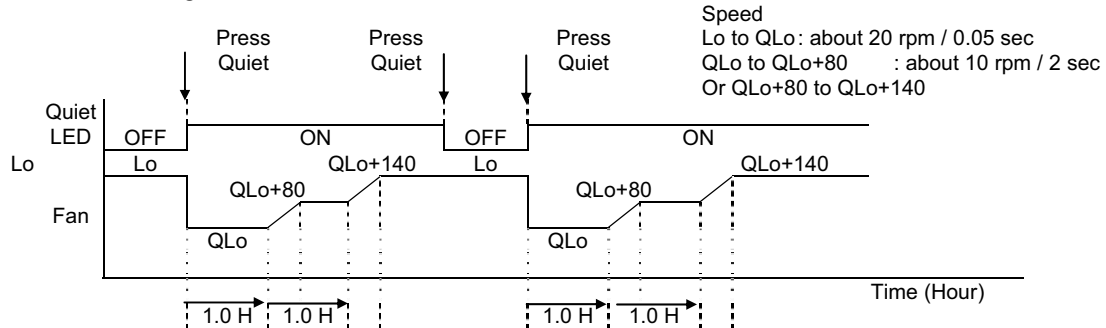 Speed
Lo to QLo: about 20 rpm / 0.05 sec
QLo to QLo+80 : about 10 rpm / 2 sec
Or QLo+80 to QLo+140
Press
Quiet
Press
Quiet
Press
Quiet
Quiet
LED
OFF
ON
OFF
ON
Lo
Lo
QLo+140
Lo
QLo+140
QLo+80
QLo+80
Fan
QLo
QLo
Time (Hour)
1.0 H
1.0 H
1.0 H
1.0 H